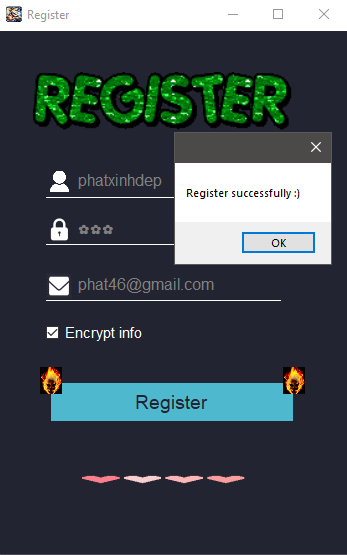 Register
REGISTER
phatxinhdep
Register successfully :)
OK
phat46@gmail.com
Encrypt info
Register